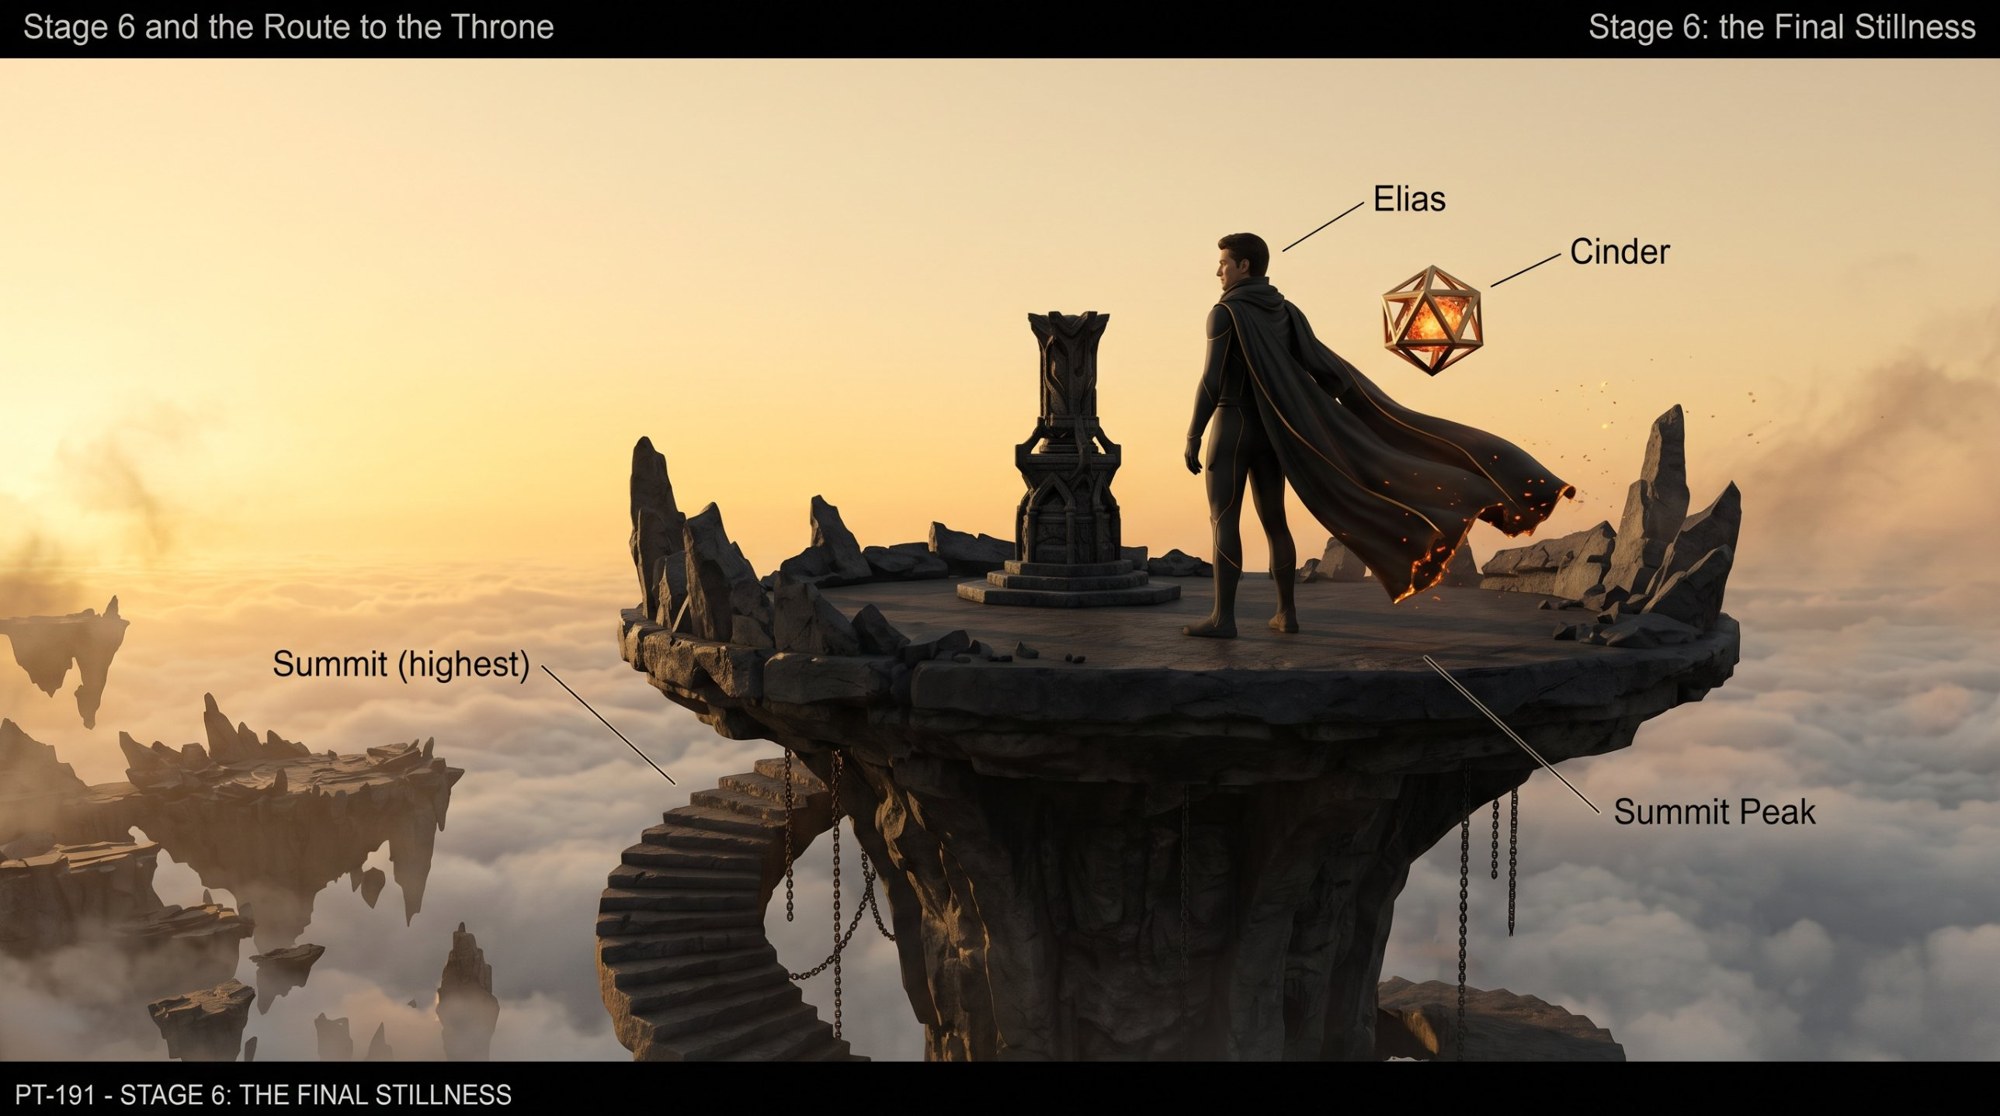 Stage 6 and the Route to the Throne
Stage 6: the Final Stillness
Elias
Cinder
Summit (highest)
Summit Peak
PT-191 - STAGE 6: THE FINAL STILLNESS